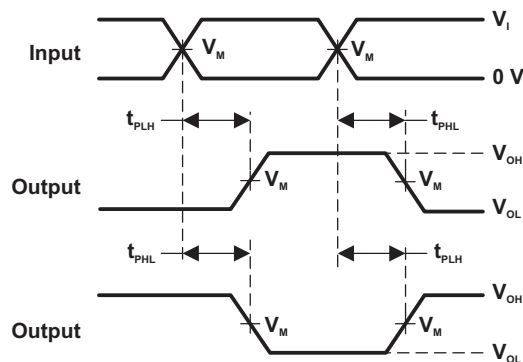 V_I
Input V_M V_M
0 V
t_PLH t_PHL
V_OH
Output V_M V_M
V_OL
t_PHL t_PLH
V_OH
V_M V_M
Output
V_OL